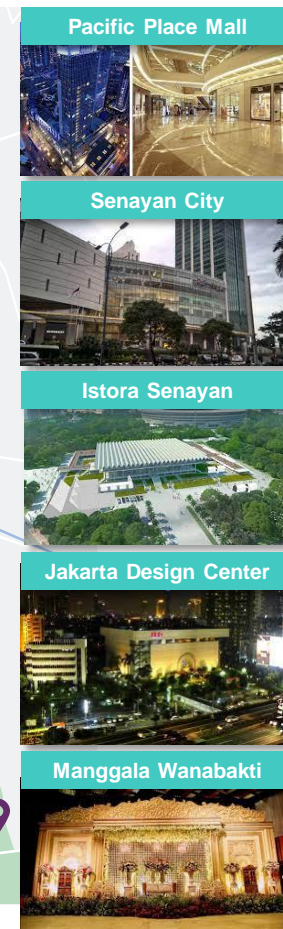 Pacific Place Mall
Senayan City
Istora Senayan
Jakarta Design Center
Manggala Wanabakti